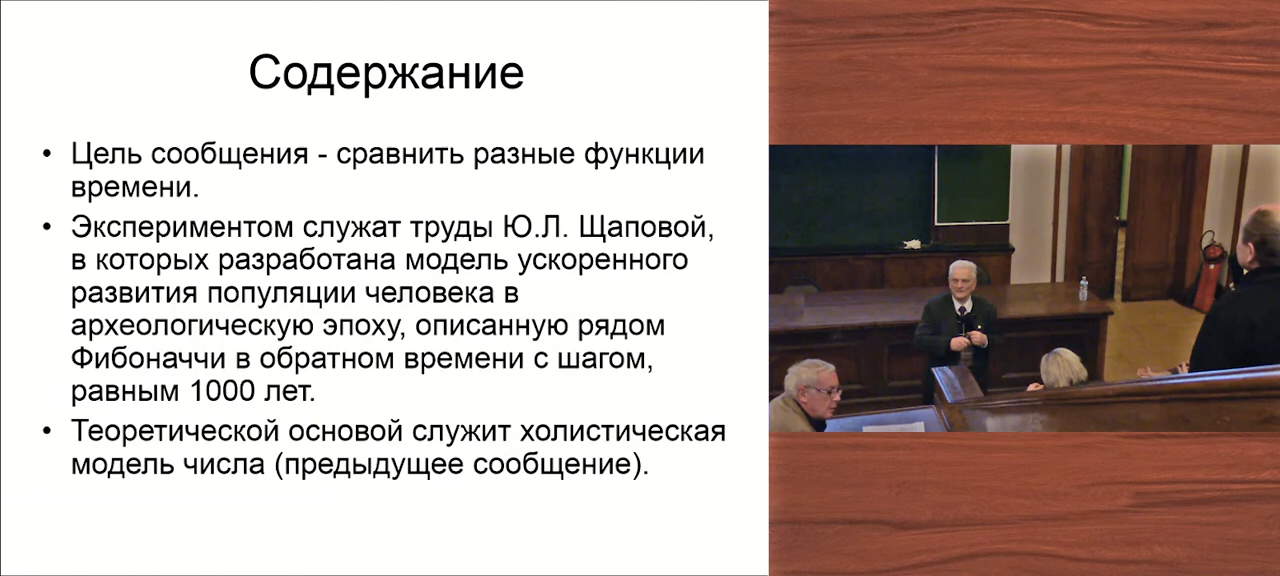 Содержание
• Цель сообщения - сравнить разные функции
времени.
• Экспериментом служат труды Ю.Л. Щаповой,
в которых разработана модель ускоренного
развития популяции человека в
археологическую эпоху, описанную рядом
Фибоначчи в обратном времени с шагом,
равным 1000 лет.
• Теоретической основой служит холистическая
модель числа (предыдущее сообщение).